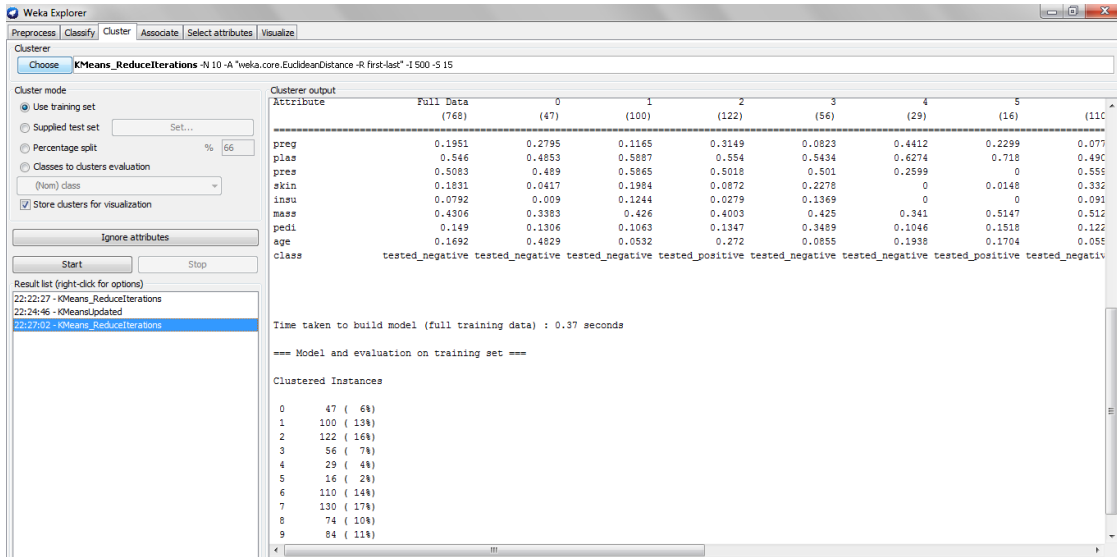 Weka Explorer
Preprocess Classify Cluster Associate Select attributes Visualize
Clusterer
Choose KMeans_ReduceIterations -N 10 -A "weka.core.EuclideanDistance -R first-last" -I 500 -S 15
Cluster mode
Use training set
Supplied test set Set...
Percentage split % 66
Classes to clusters evaluation
(Nom) class
Store clusters for visualization
Ignore attributes
Start Stop
Result list (right-click for options)
22:22:27 - KMeans_ReduceIterations
22:24:46 - KMeansUpdated
22:27:02 - KMeans_ReduceIterations
Clusterer output
Attribute Full Data 0 1 2 3 4 5
(768) (47) (100) (122) (56) (29) (16) (110
preg 0.1951 0.2795 0.1165 0.3149 0.0823 0.4412 0.2299 0.077
plas 0.546 0.4853 0.5887 0.554 0.5434 0.6274 0.718 0.490
pres 0.5083 0.489 0.5865 0.5018 0.501 0.2599 0 0.559
skin 0.1831 0.0417 0.1984 0.0872 0.2278 0 0.0148 0.332
insu 0.0792 0.009 0.1244 0.0279 0.1369 0 0 0.091
mass 0.4306 0.3383 0.426 0.4003 0.425 0.341 0.5147 0.512
pedi 0.149 0.1306 0.1063 0.1347 0.3489 0.1046 0.1518 0.122
age 0.1692 0.4829 0.0532 0.272 0.0855 0.1938 0.1704 0.055
class tested_negative tested_negative tested_negative tested_positive tested_negative tested_negative tested_positive tested_negativ
Time taken to build model (full training data) : 0.37 seconds
=== Model and evaluation on training set ===
Clustered Instances
0 47 ( 6%)
1 100 ( 13%)
2 122 ( 16%)
3 56 ( 7%)
4 29 ( 4%)
5 16 ( 2%)
6 110 ( 14%)
7 130 ( 17%)
8 74 ( 10%)
9 84 ( 11%)